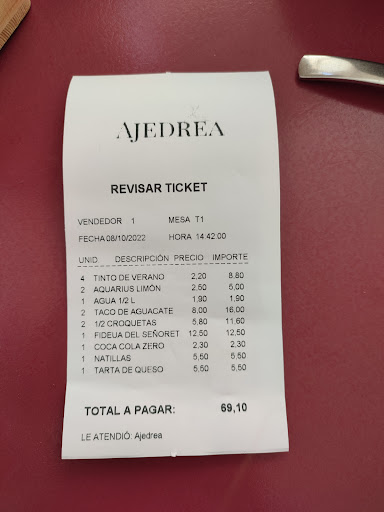 AJEDREA
REVISAR TICKET
VENDEDOR 1 MESA T1
FECHA 08/10/2022 HORA 14:42:00
UNID DESCRIPCIÓN PRECIO IMPORTE
4 TINTO DE VERANO 2,20 8,80
2 AQUARIUS LIMÓN 2,50 5,00
1 AGUA 1/2 L 1,90 1,90
2 TACO DE AGUACATE 8,00 16,00
2 1/2 CROQUETAS 5,80 11,60
1 FIDEUA DEL SEÑORET 12,50 12,50
1 COCA COLA ZERO 2,30 2,30
1 NATILLAS 5,50 5,50
1 TARTA DE QUESO 5,50 5,50
TOTAL A PAGAR: 69,10
LE ATENDIÓ: Ajedrea